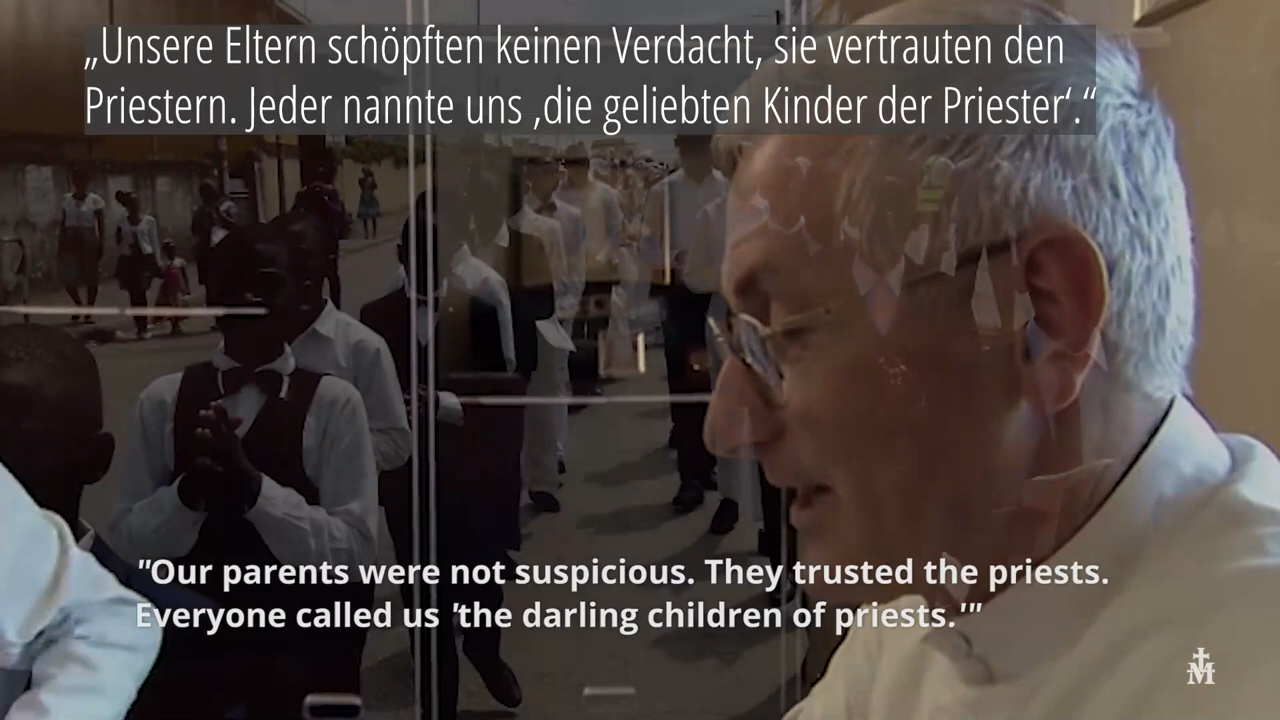 „Unsere Eltern schöpften keinen Verdacht, sie vertrauten den
Priestern. Jeder nannte uns ‚die geliebten Kinder der Priester‘.“
"Our parents were not suspicious. They trusted the priests.
Everyone called us 'the darling children of priests.'"
M